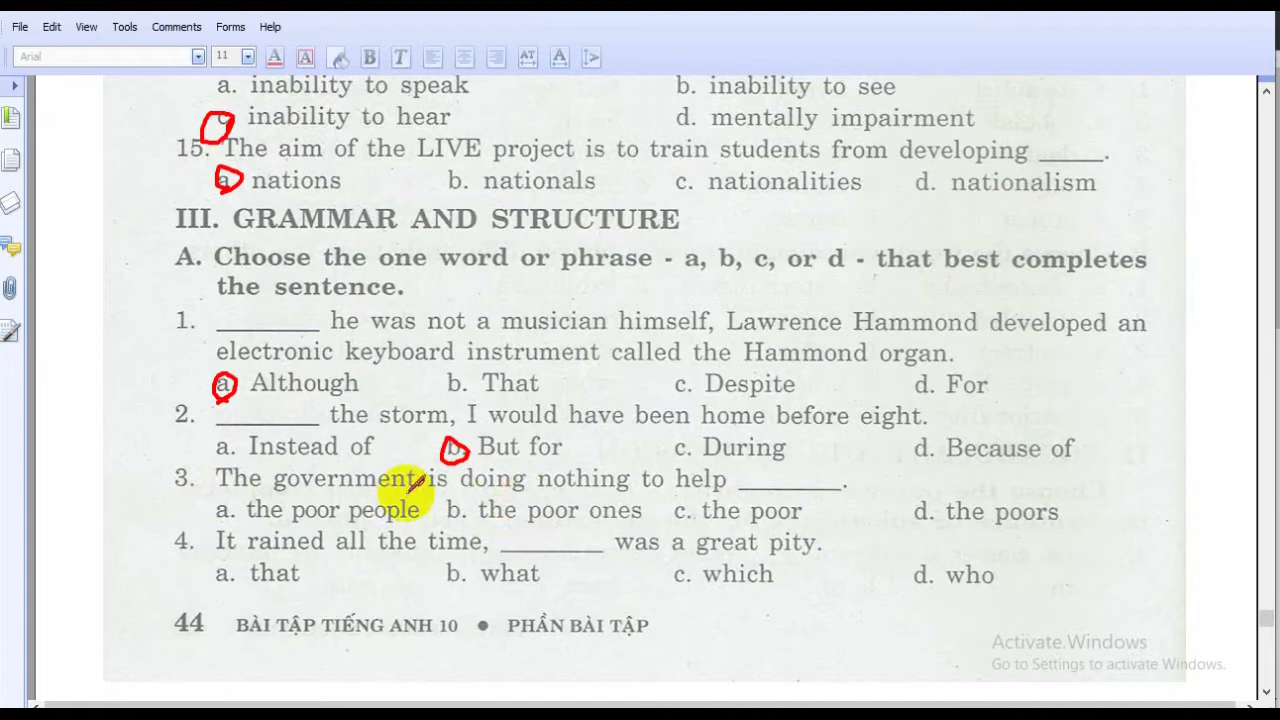 File Edit View Tools Comments Forms Help
Arial 11
a. inability to speak b. inability to see
c. inability to hear d. mentally impairment
15. The aim of the LIVE project is to train students from developing _____.
a. nations b. nationals c. nationalities d. nationalism
III. GRAMMAR AND STRUCTURE
A. Choose the one word or phrase - a, b, c, or d - that best completes
the sentence.
1. ________ he was not a musician himself, Lawrence Hammond developed an
electronic keyboard instrument called the Hammond organ.
a. Although b. That c. Despite d. For
2. ________ the storm, I would have been home before eight.
a. Instead of b. But for c. During d. Because of
3. The government is doing nothing to help ________.
a. the poor people b. the poor ones c. the poor d. the poors
4. It rained all the time, ________ was a great pity.
a. that b. what c. which d. who
44 BÀI TẬP TIẾNG ANH 10 ● PHẦN BÀI TẬP
Activate Windows
Go to Settings to activate Windows.